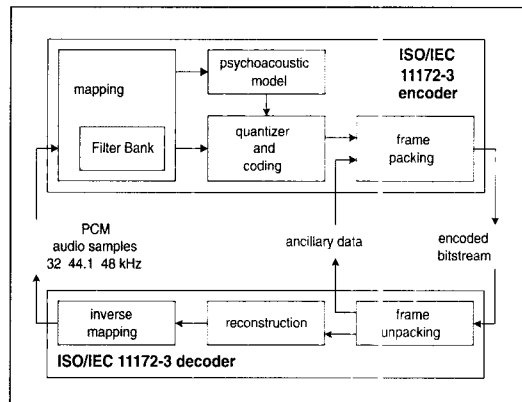 ISO/IEC
11172-3
encoder
psychoacoustic
model
mapping
Filter Bank
quantizer
and
coding
frame
packing
PCM
audio samples
32 44.1 48 kHz
ancillary data
encoded
bitstream
inverse
mapping
reconstruction
frame
unpacking
ISO/IEC 11172-3 decoder